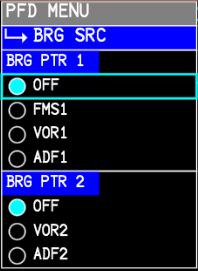 PFD MENU
BRG SRC
BRG PTR 1
OFF
FMS1
VOR1
ADF1
BRG PTR 2
OFF
VOR2
ADF2